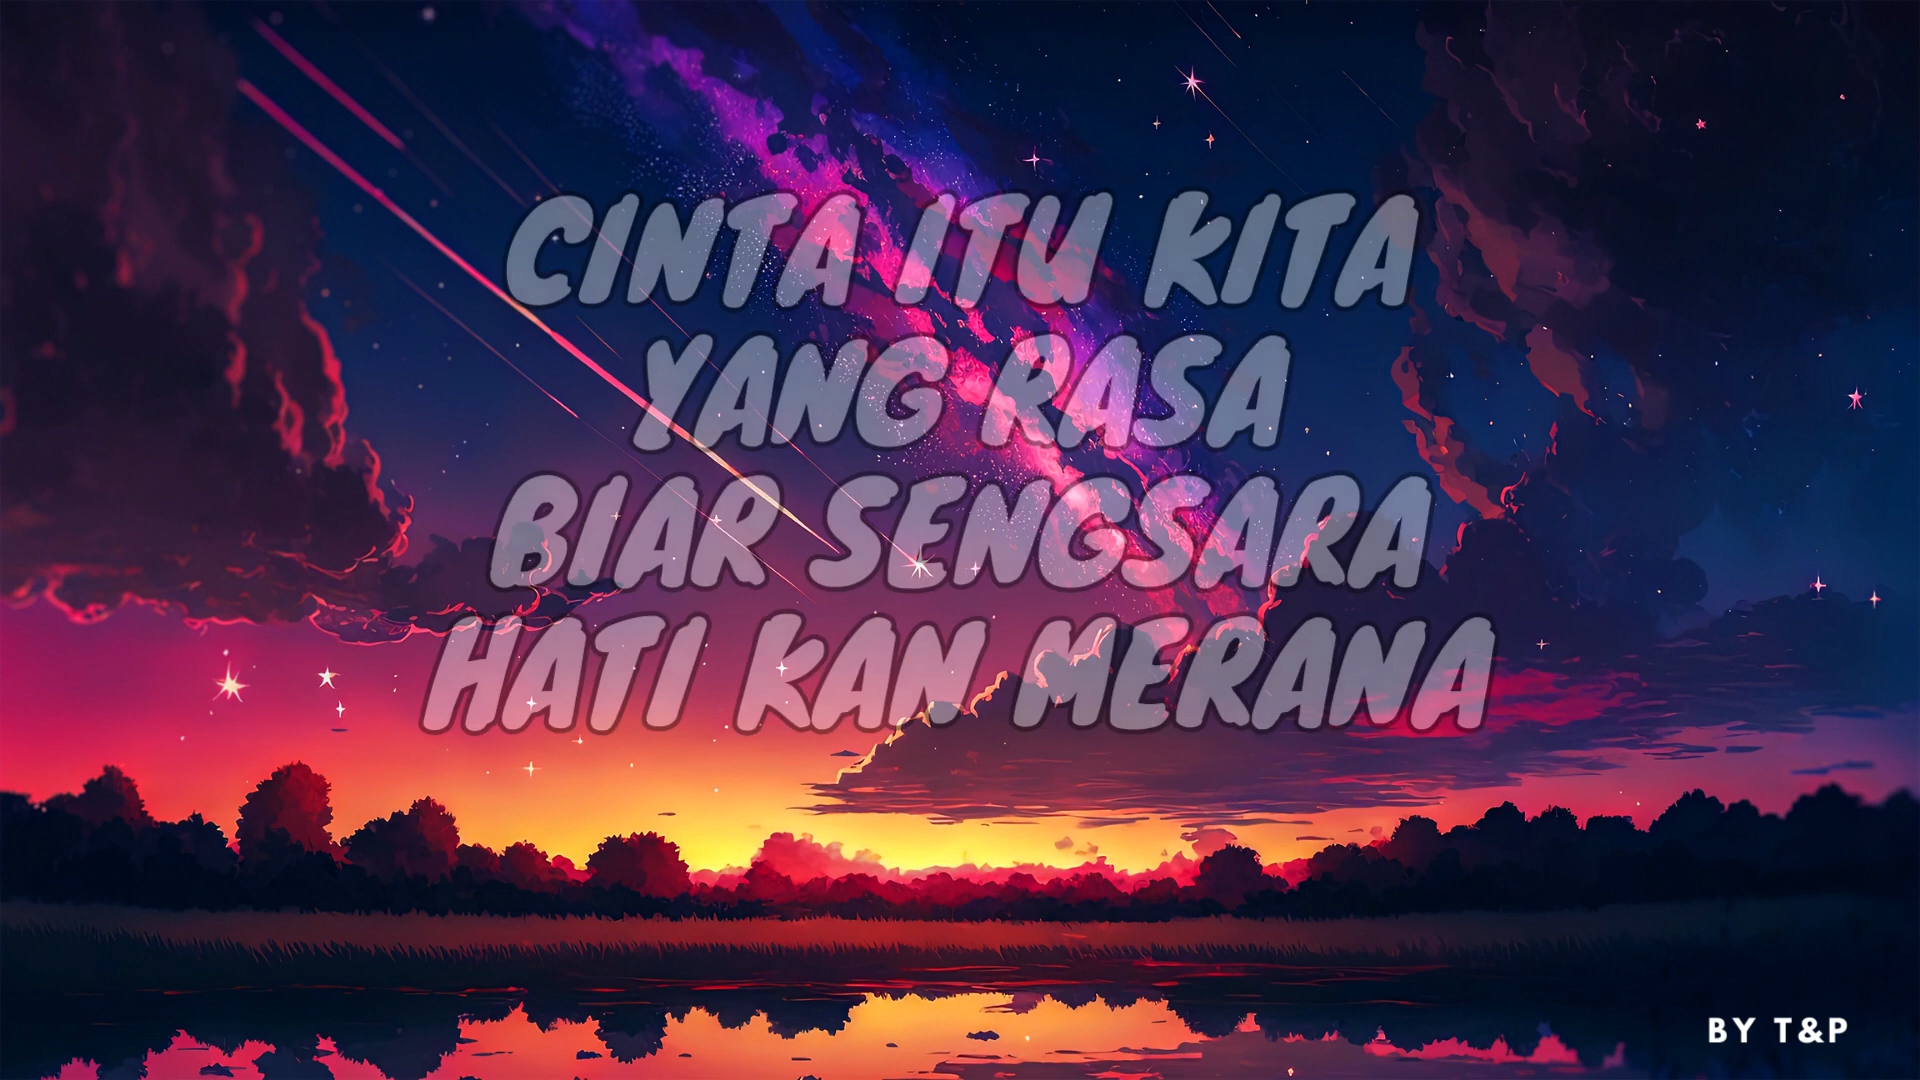 CINTA ITU KITA
YANG RASA
BIAR SENGSARA
HATI KAN MERANA
BY T&P